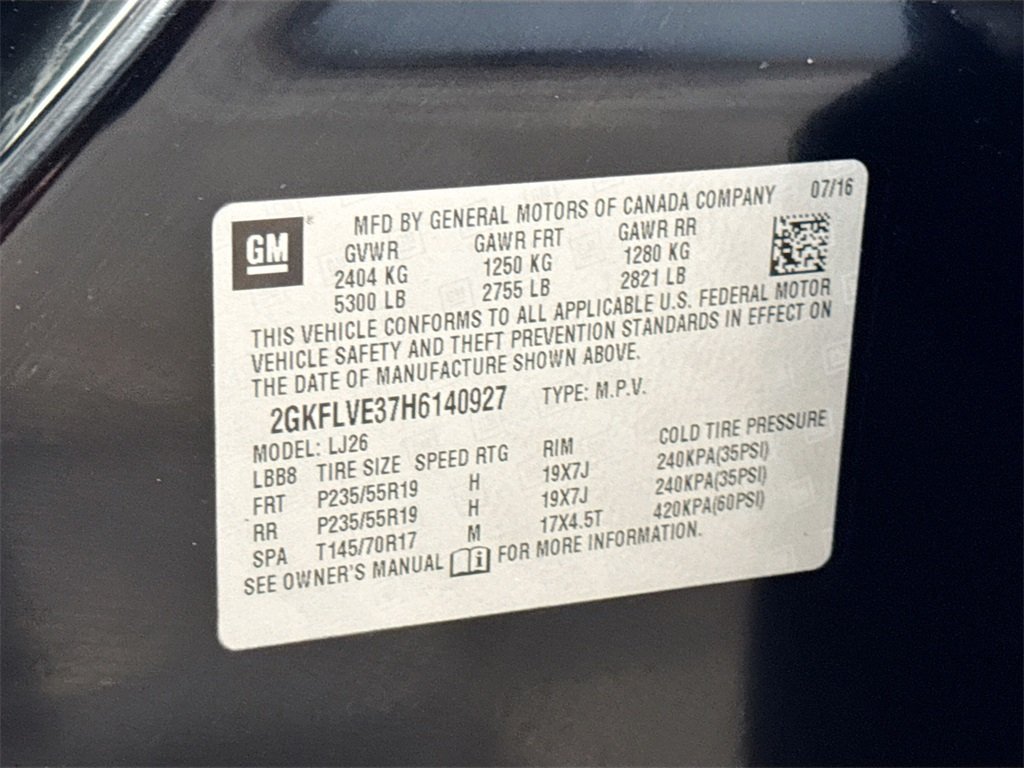 GM ® MFD BY GENERAL MOTORS OF CANADA COMPANY 07/16
GVWR GAWR FRT GAWR RR
2404 KG 1250 KG 1280 KG
5300 LB 2755 LB 2821 LB
THIS VEHICLE CONFORMS TO ALL APPLICABLE U.S. FEDERAL MOTOR
VEHICLE SAFETY AND THEFT PREVENTION STANDARDS IN EFFECT ON
THE DATE OF MANUFACTURE SHOWN ABOVE.
2GKFLVE37H6140927 TYPE: M.P.V.
MODEL: LJ26
LBB8 TIRE SIZE SPEED RTG RIM COLD TIRE PRESSURE
FRT P235/55R19 H 19X7J 240KPA(35PSI)
RR P235/55R19 H 19X7J 240KPA(35PSI)
SPA T145/70R17 M 17X4.5T 420KPA(60PSI)
SEE OWNER'S MANUAL FOR MORE INFORMATION.